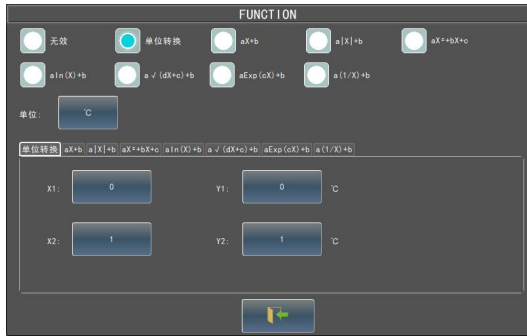 FUNCTION
无效 单位转换 aX+b a|X|+b aX²+bX+c
aln(X)+b a√(dX+c)+b aExp(cX)+b a(1/X)+b
单位: ℃
单位转换 aX+b a|X|+b aX²+bX+c aln(X)+b a√(dX+c)+b aExp(cX)+b a(1/X)+b
X1: 0 Y1: 0 ℃
X2: 1 Y2: 1 ℃